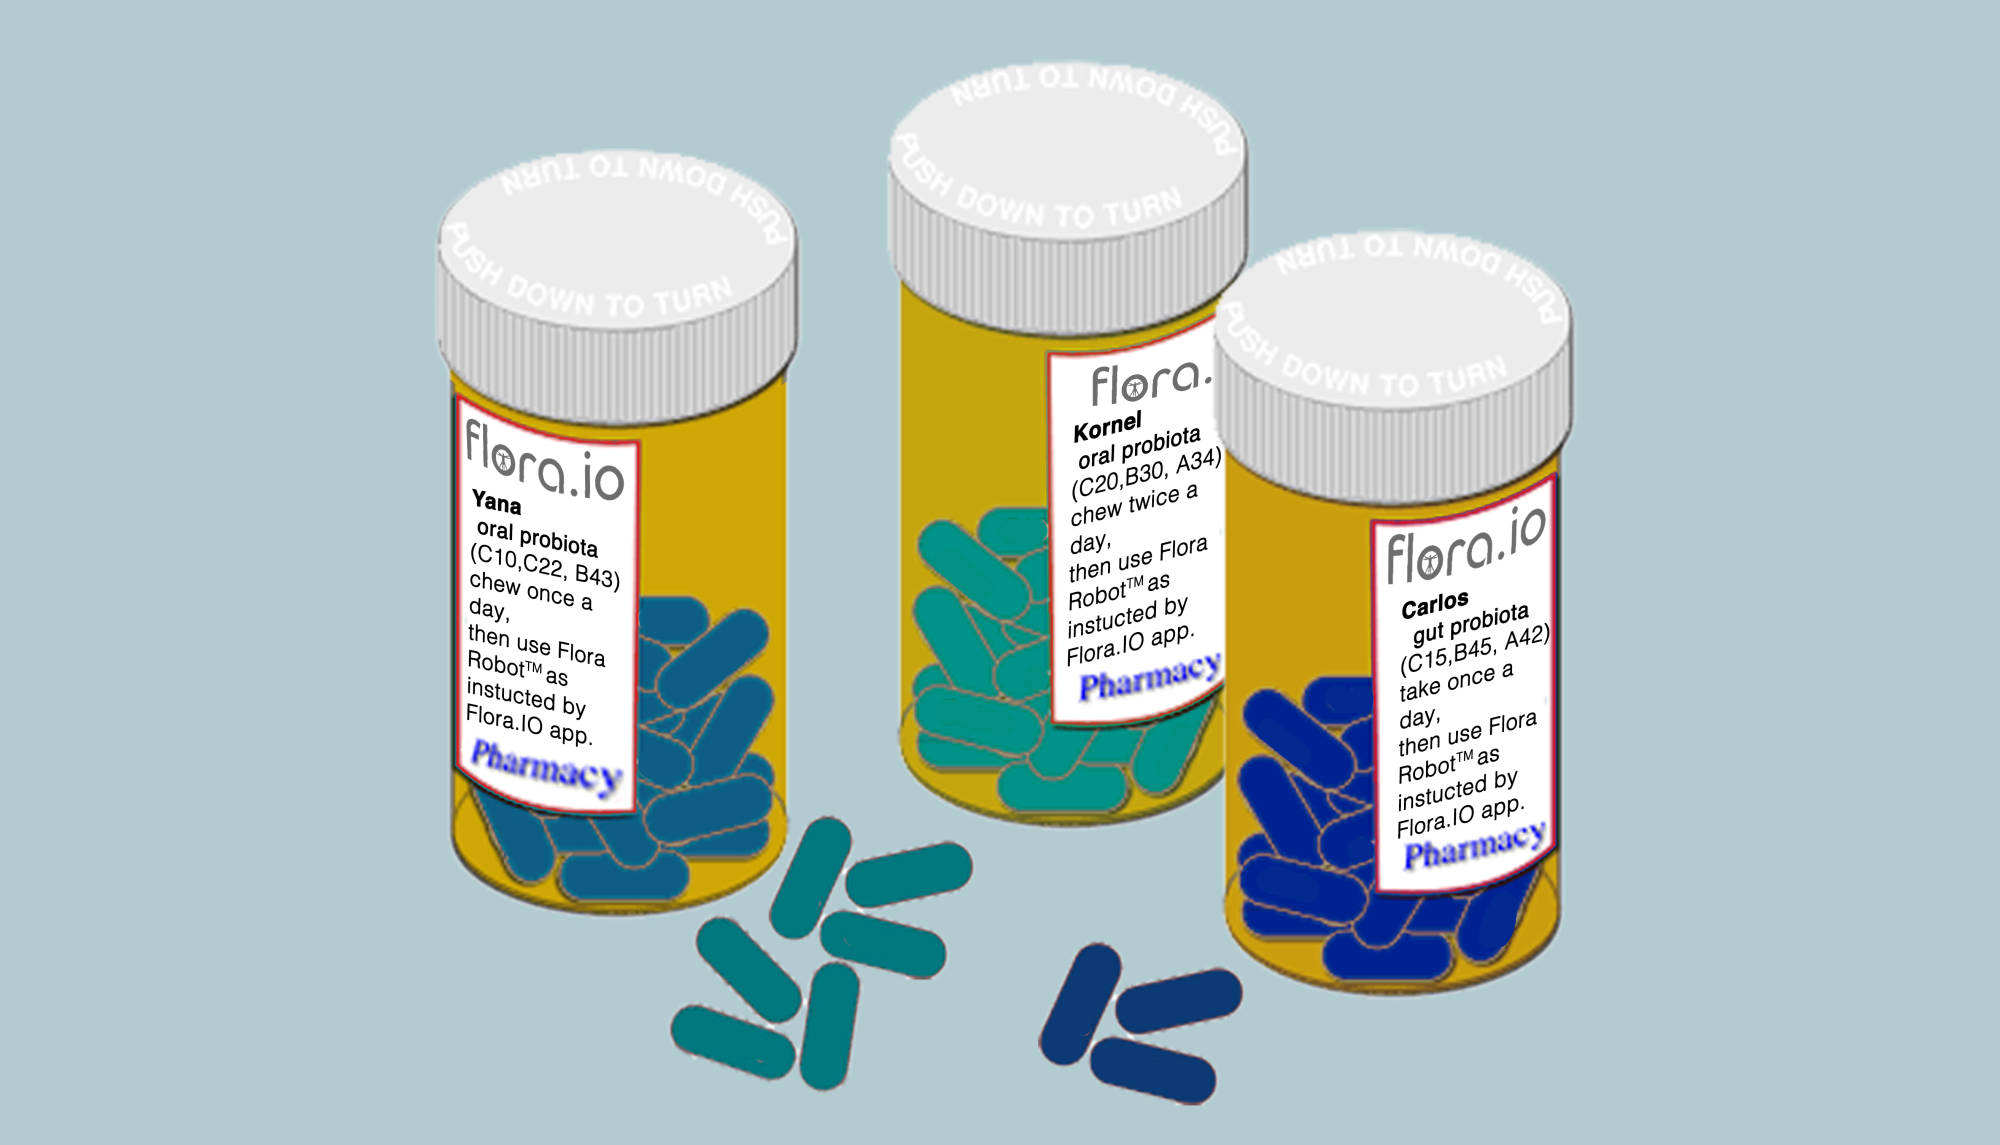 PUSH DOWN TO TURN
PUSH DOWN TO TURN
flora.io
Yana
oral probiota
(C10,C22, B43)
chew once a
day,
then use Flora
Robot™ as
instucted by
Flora.IO app.
Pharmacy
PUSH DOWN TO TURN
PUSH DOWN TO TURN
flora.
Kornel
oral probiota
(C20,B30, A34)
chew twice a
day,
then use Flora
Robot™ as
instucted by
Flora.IO app.
Pharmacy
PUSH DOWN TO TURN
PUSH DOWN TO TURN
flora.io
Carlos
gut probiota
(C15,B45, A42)
take once a
day,
then use Flora
Robot™ as
instucted by
Flora.IO app.
Pharmacy